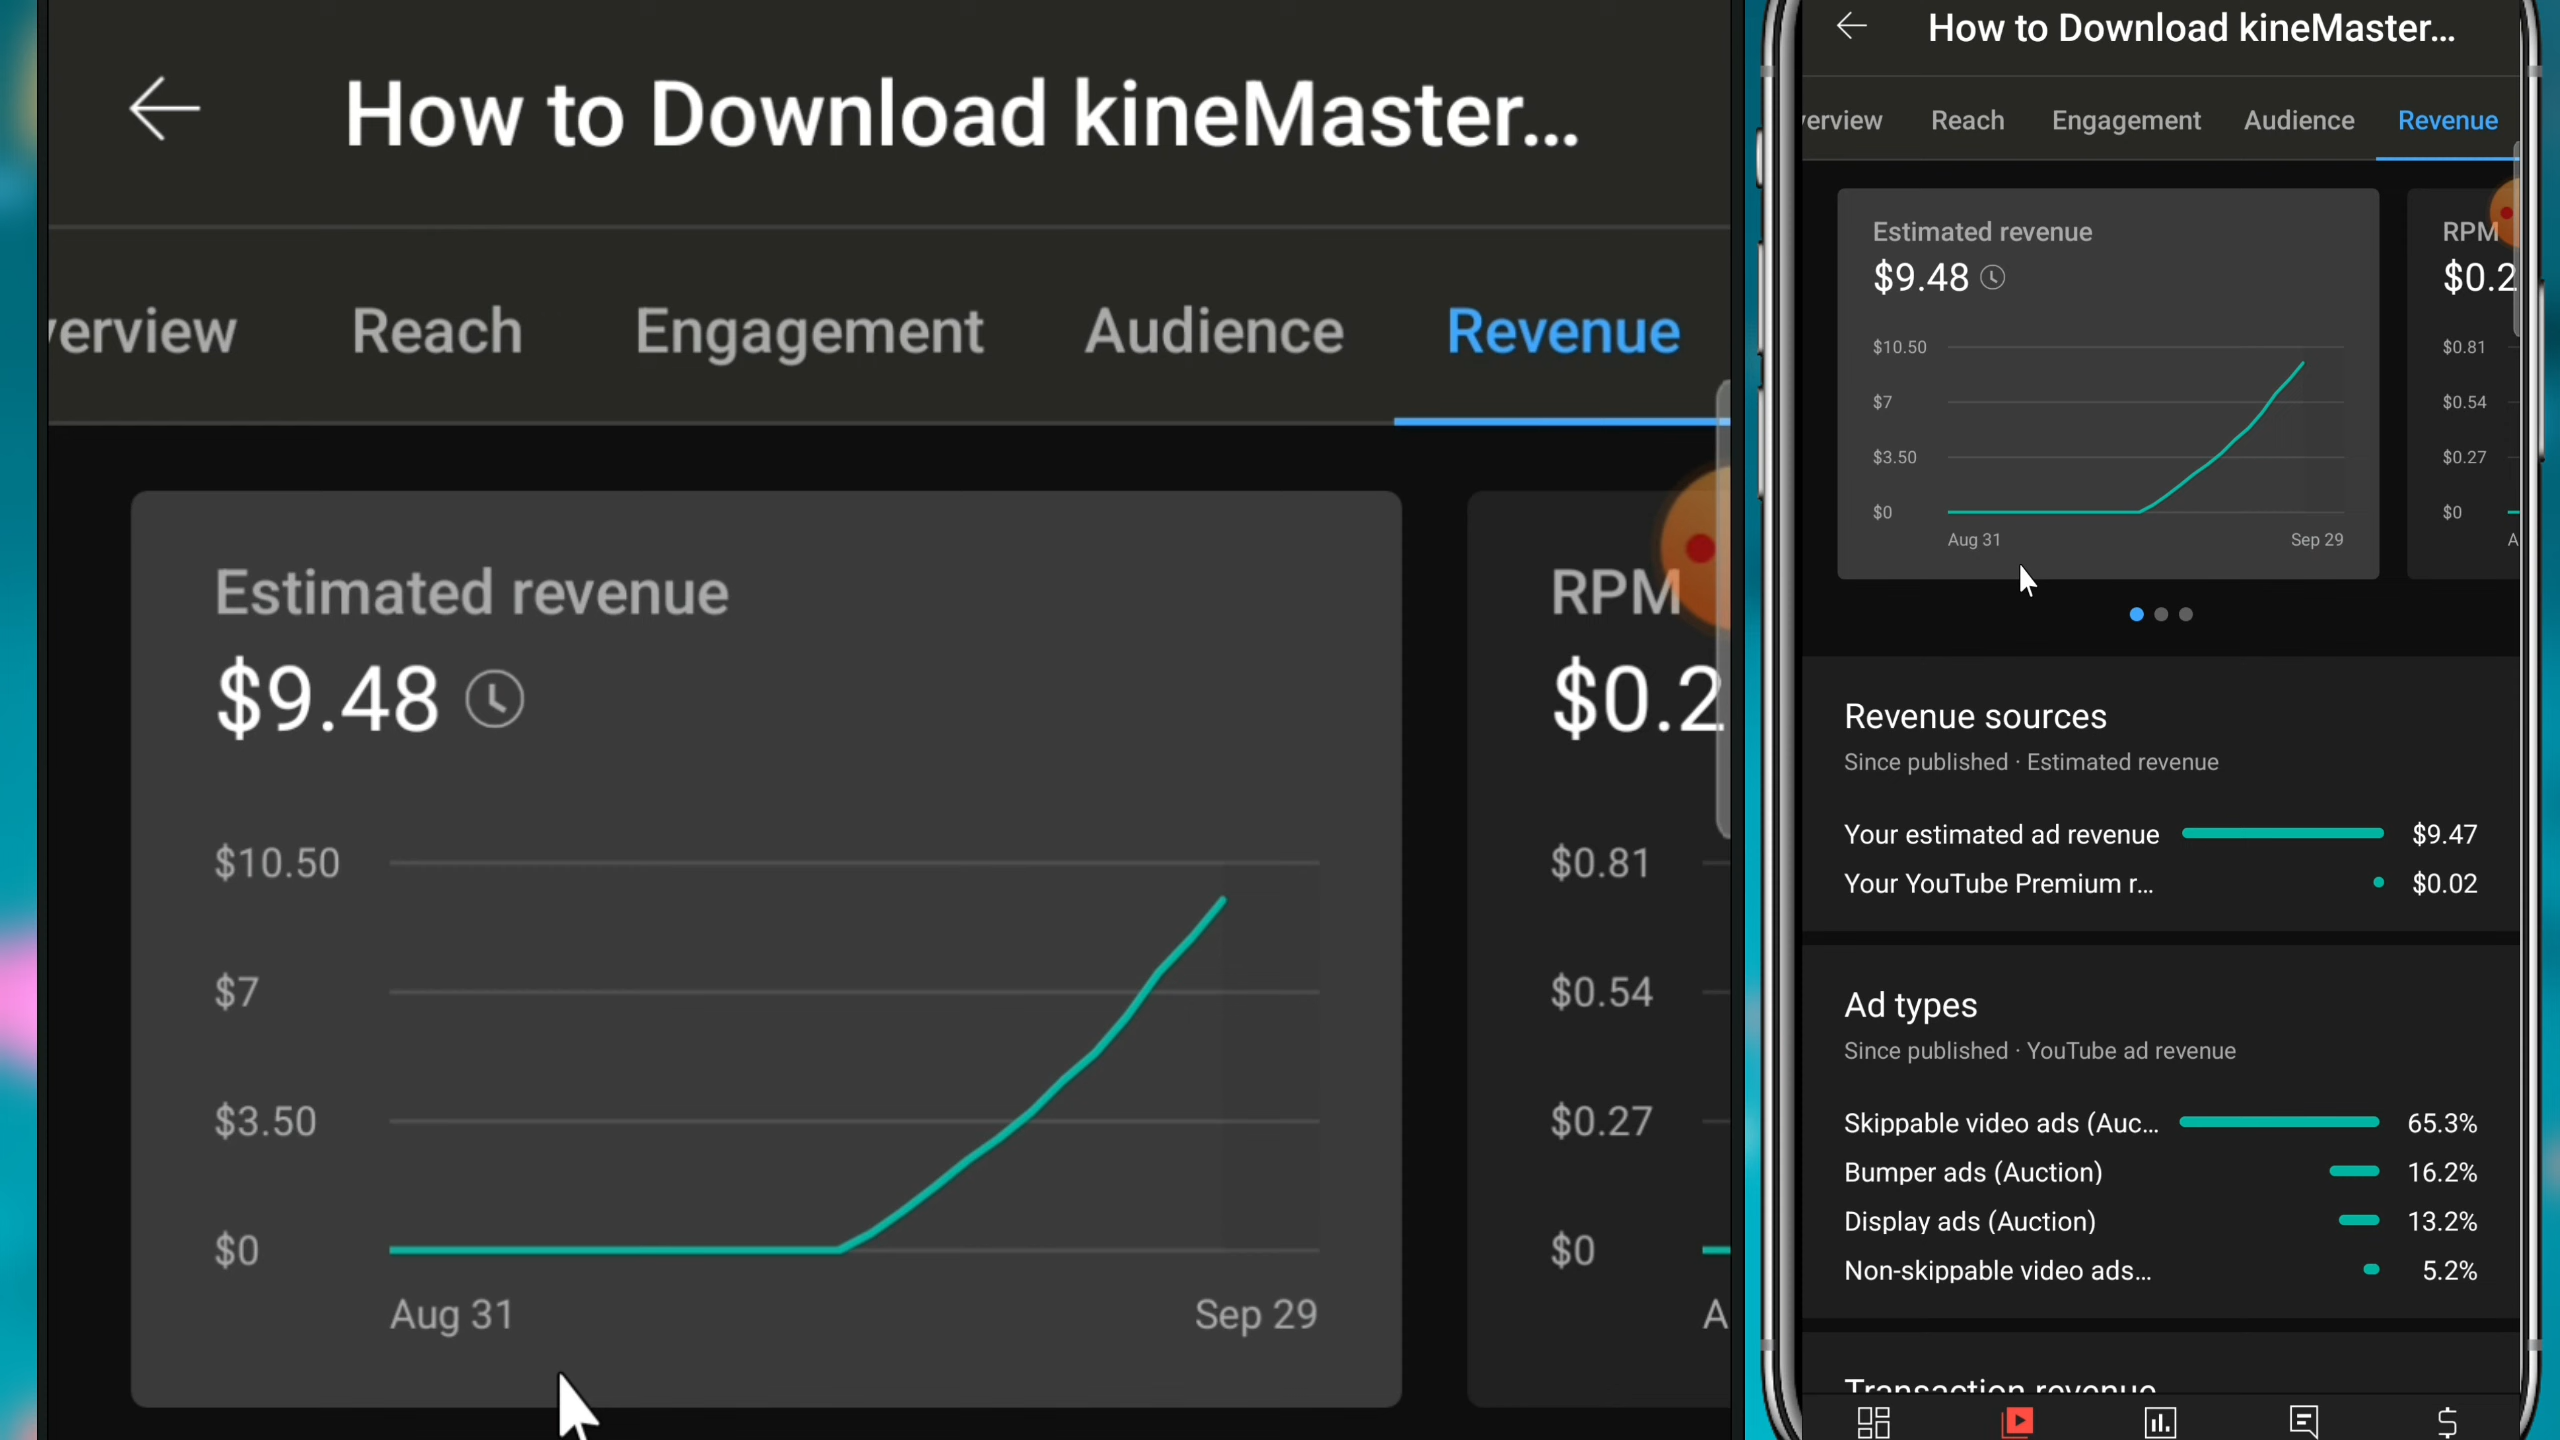 How to Download kineMaster...
verview Reach Engagement Audience Revenue
Estimated revenue
$9.48
$10.50
$7
$3.50
$0
Aug 31 Sep 29
RPM
$0.2
$0.81
$0.54
$0.27
$0
A
How to Download kineMaster...
verview Reach Engagement Audience Revenue
Estimated revenue
$9.48
$10.50
$7
$3.50
$0
Aug 31 Sep 29
RPM
$0.2
$0.81
$0.54
$0.27
$0
A
Revenue sources
Since published · Estimated revenue
Your estimated ad revenue $9.47
Your YouTube Premium r... $0.02
Ad types
Since published · YouTube ad revenue
Skippable video ads (Auc... 65.3%
Bumper ads (Auction) 16.2%
Display ads (Auction) 13.2%
Non-skippable video ads... 5.2%
Transaction revenue